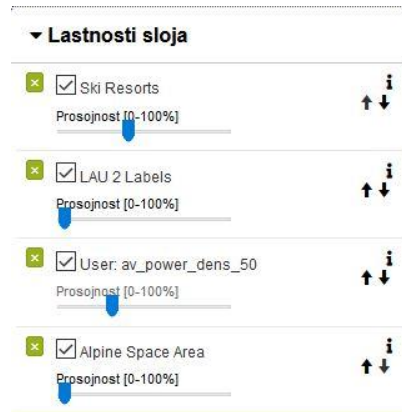 Lastnosti sloja
Ski Resorts
Prosojnost [0-100%]
LAU 2 Labels
Prosojnost [0-100%]
User: av_power_dens_50
Prosojnost [0-100%]
Alpine Space Area
Prosojnost [0-100%]